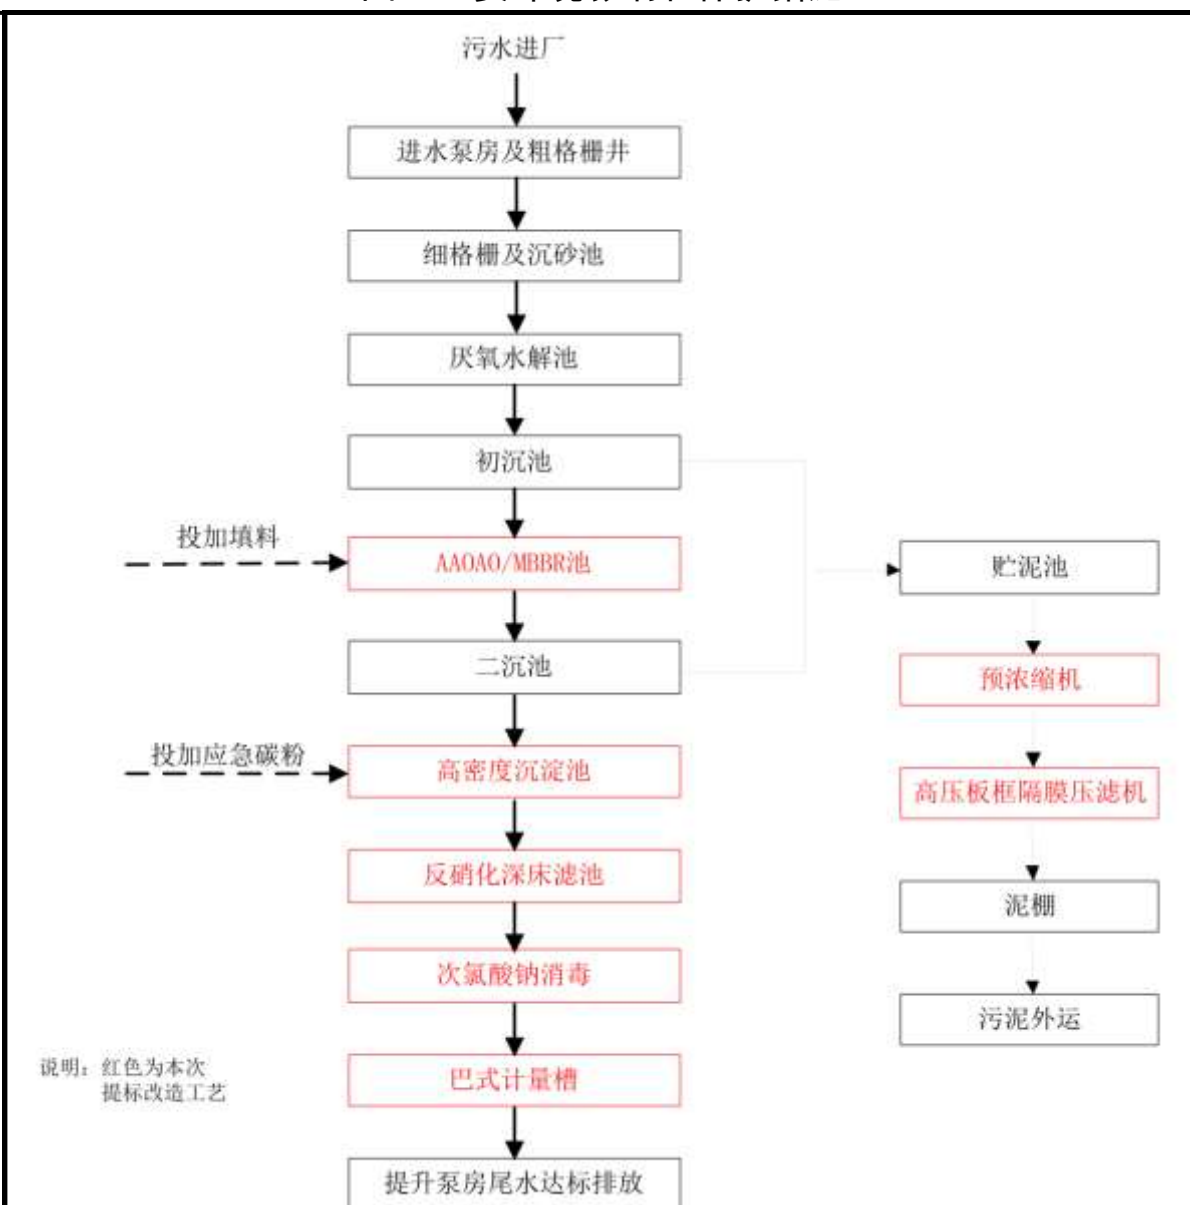 污水进厂
进水泵房及粗格栅井
细格栅及沉砂池
厌氧水解池
初沉池
投加填料
AAOAO/MBBR池
贮泥池
二沉池
预浓缩机
投加应急碳粉
高密度沉淀池
高压板框隔膜压滤机
反硝化深床滤池
泥棚
次氯酸钠消毒
污泥外运
说明：红色为本次
提标改造工艺
巴式计量槽
提升泵房尾水达标排放